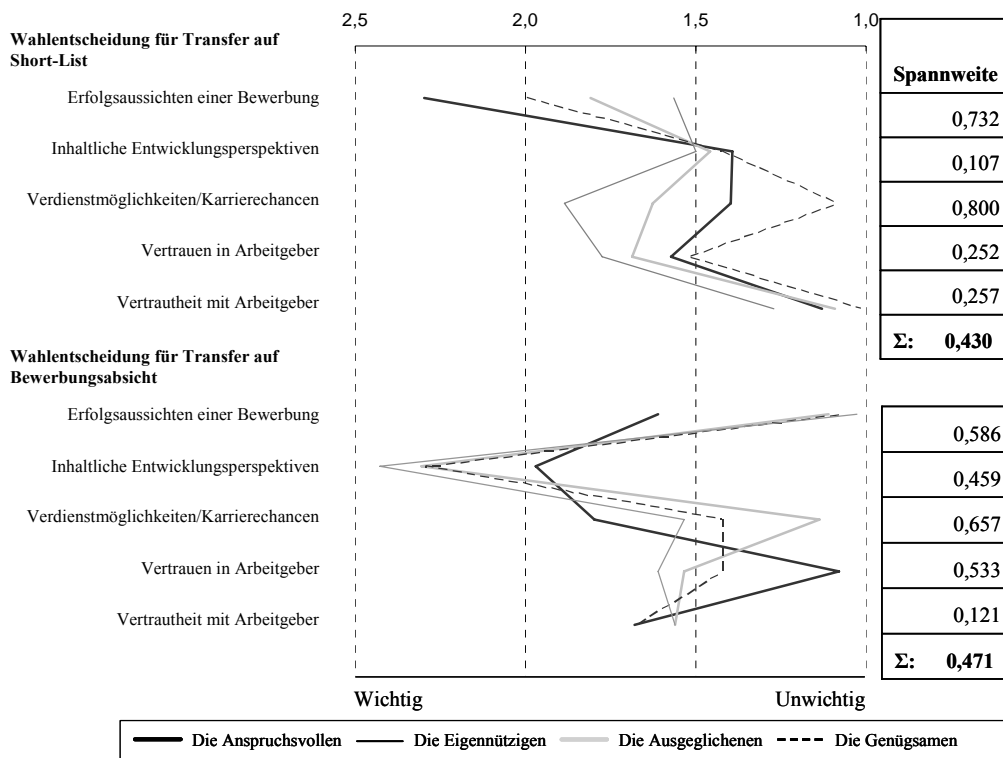 2,5 2,0 1,5 1,0
Wahlentscheidung für Transfer auf
Short-List
Spannweite
Erfolgsaussichten einer Bewerbung 0,732
Inhaltliche Entwicklungsperspektiven 0,107
Verdienstmöglichkeiten/Karrierechancen 0,800
Vertrauen in Arbeitgeber 0,252
Vertrautheit mit Arbeitgeber 0,257
Σ: 0,430
Wahlentscheidung für Transfer auf
Bewerbungsabsicht
Erfolgsaussichten einer Bewerbung 0,586
Inhaltliche Entwicklungsperspektiven 0,459
Verdienstmöglichkeiten/Karrierechancen 0,657
Vertrauen in Arbeitgeber 0,533
Vertrautheit mit Arbeitgeber 0,121
Σ: 0,471
Wichtig Unwichtig
Die Anspruchsvollen Die Eigennützigen Die Ausgeglichenen Die Genügsamen